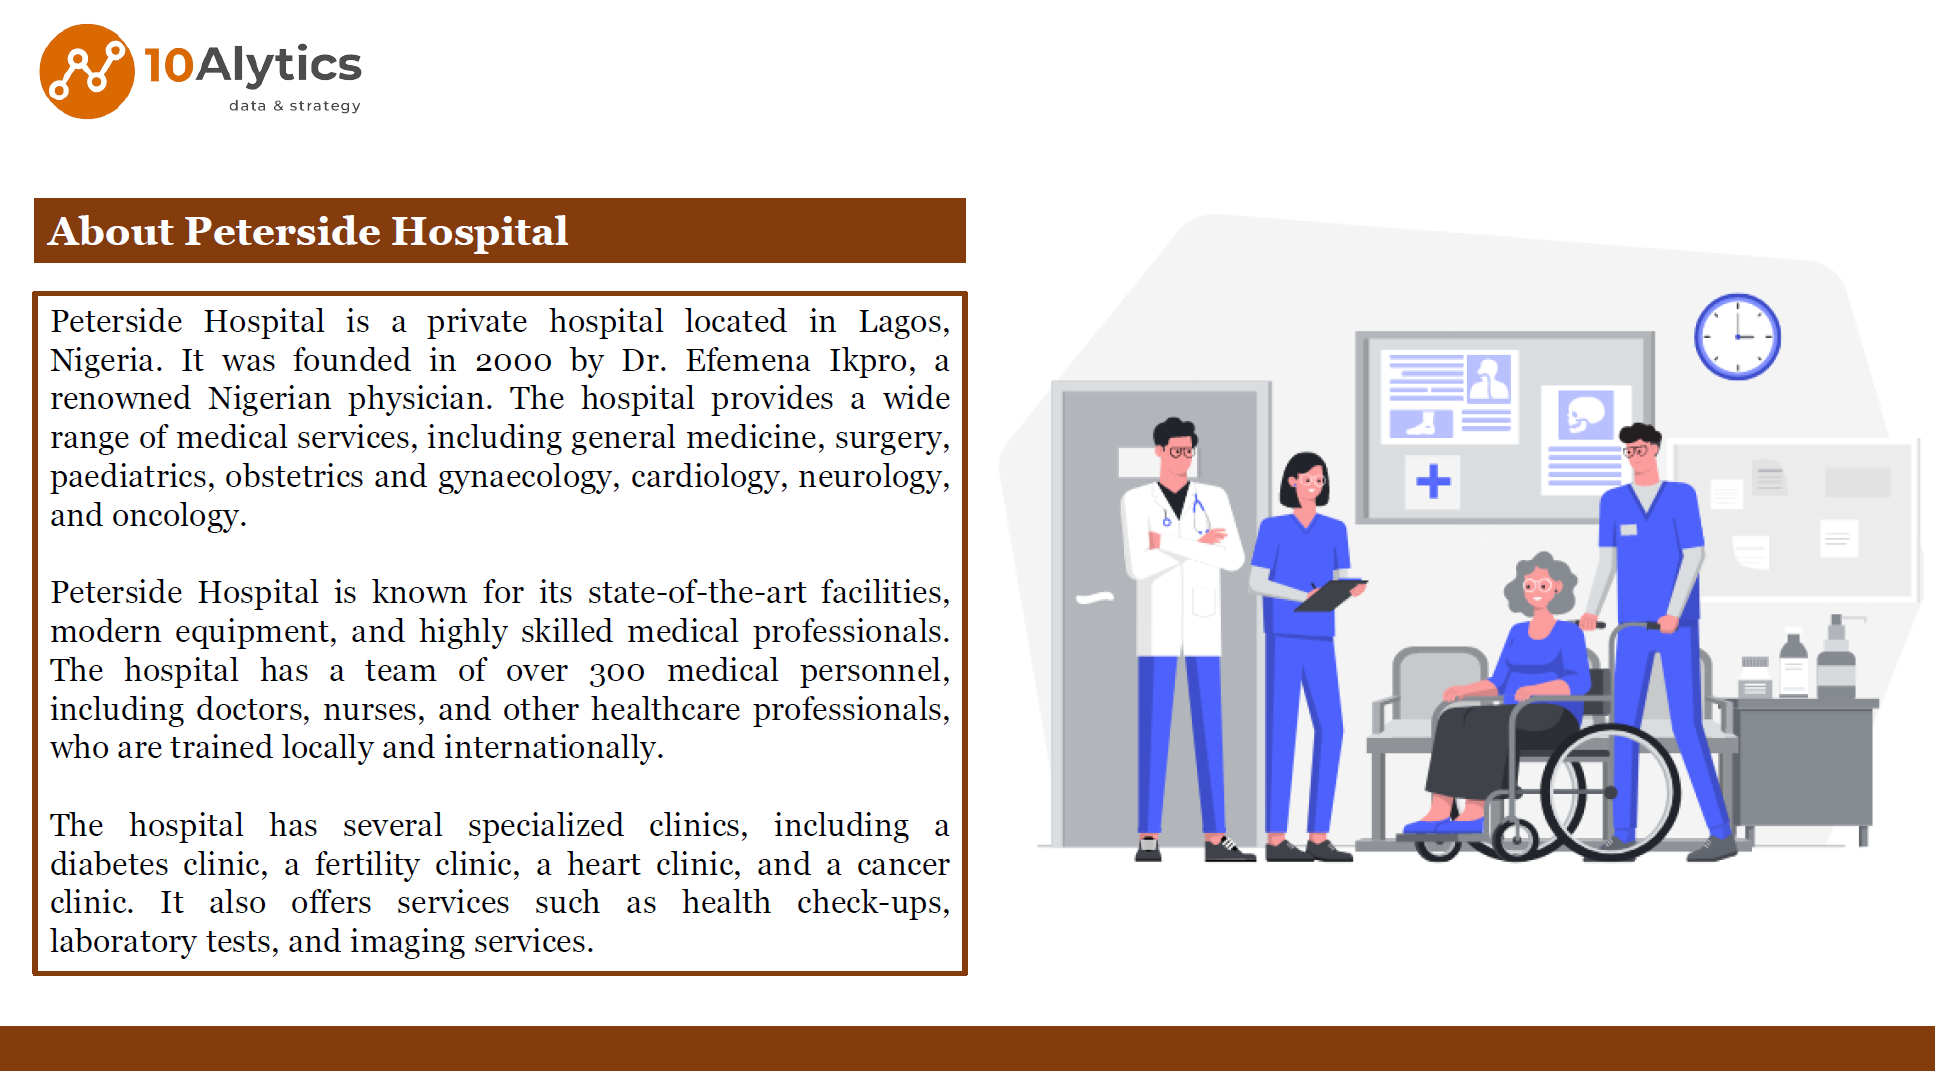 10Alytics
data & strategy
About Peterside Hospital
Peterside Hospital is a private hospital located in Lagos,
Nigeria. It was founded in 2000 by Dr. Efemena Ikpro, a
renowned Nigerian physician. The hospital provides a wide
range of medical services, including general medicine, surgery,
paediatrics, obstetrics and gynaecology, cardiology, neurology,
and oncology.
Peterside Hospital is known for its state-of-the-art facilities,
modern equipment, and highly skilled medical professionals.
The hospital has a team of over 300 medical personnel,
including doctors, nurses, and other healthcare professionals,
who are trained locally and internationally.
The hospital has several specialized clinics, including a
diabetes clinic, a fertility clinic, a heart clinic, and a cancer
clinic. It also offers services such as health check-ups,
laboratory tests, and imaging services.